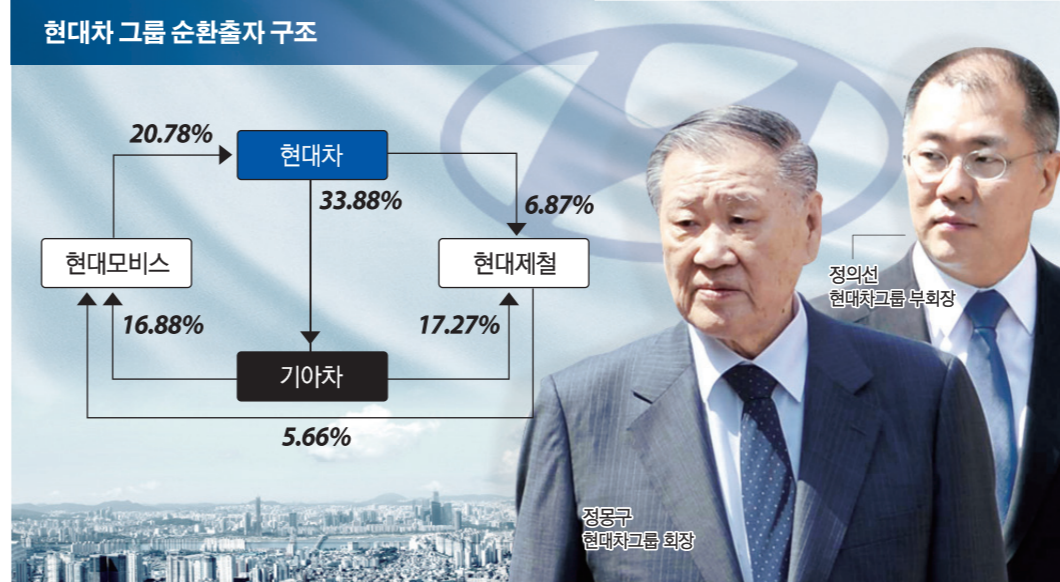 현대차 그룹 순환출자 구조
20.78%
현대차
33.88%
6.87%
현대모비스
현대제철
16.88%
17.27%
기아차
5.66%
정의선
현대차그룹 부회장
정몽구
현대차그룹 회장